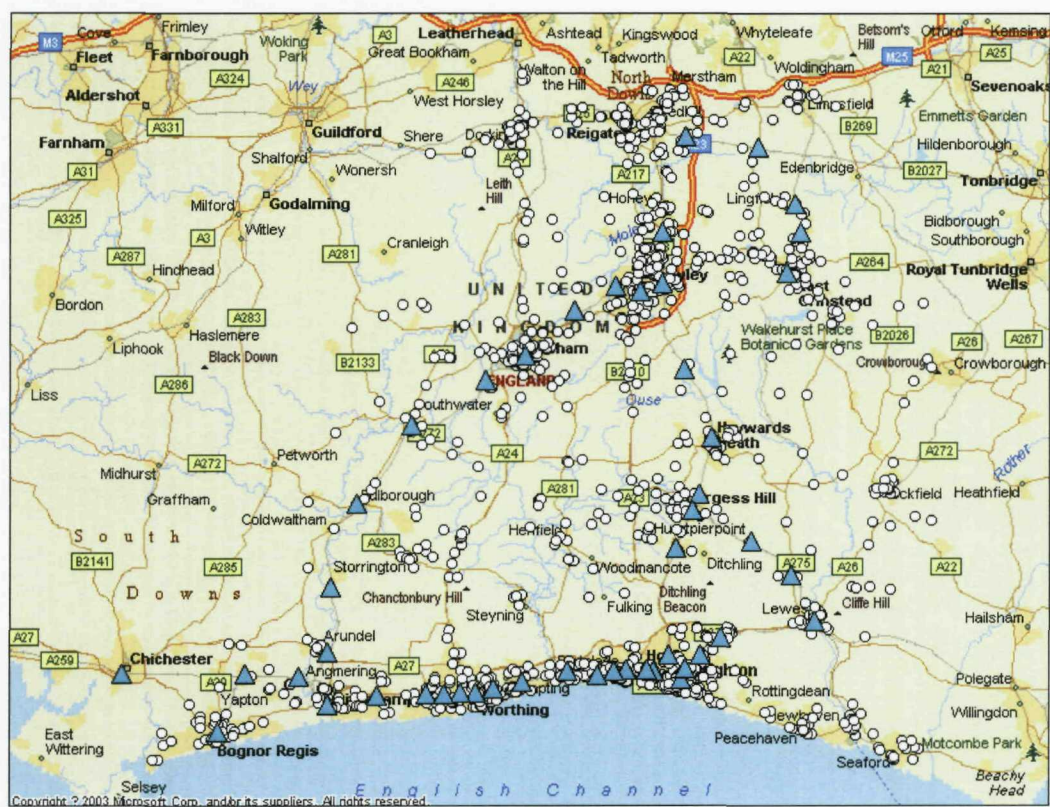 Frimley
Cove
M3
Fleet
Farnborough
Woking
Park
A3
Leatherhead
Ashtead
Kingswood
Whyteleafe
Betsom's
Hill
Otford
Kemsing
A324
Great Bookham
Tadworth
A22
Woldingham
M25
A25
A21
Aldershot
Wey
A246
West Horsley
Walton on
the Hill
North
Merstham
Sevenoaks
Emmetts Garden
A331
Guildford
Shere
Reigate
B269
Hildenborough
Farnham
A31
Shalford
Wonersh
Leith
Hill
A217
Edenbridge
B2027
Tonbridge
A325
Milford
Godalming
Bidborough
A3
Witley
Cranleigh
Mole
Southborough
A287
A281
A264
Royal Tunbridge
Wells
Hindhead
UNITED
Bordon
A283
KINGDOM
Haslemere
Liphook
Black Down
B2133
Wakehurst Place
Botanic Gardens
B2026
A26
A267
Crowborough
Crowborough
Liss
A286
ENGLAND
Southwater
Ouse
Haywards
Heath
Petworth
A24
A272
Midhurst
A272
Rother
Graffham
A281
Heathfield
Coldwaltham
Henfield
South
A283
Ditchling
A275
A26
A22
B2141
A285
Storrington
Woodmancote
Downs
Chanctonbury Hill
Ditchling
Beacon
Steyning
Fulking
Cliffe Hill
Hailsham
A27
Arundel
A259
Chichester
Angmering
A27
Polegate
Yapton
Worthing
Rottingdean
Willingdon
East
Wittering
Bognor Regis
Peacehaven
Motcombe Park
Seaford
Selsey
English Channel
Beachy
Head
Copyright ? 2003 Microsoft Corp. and/or its suppliers. All rights reserved.